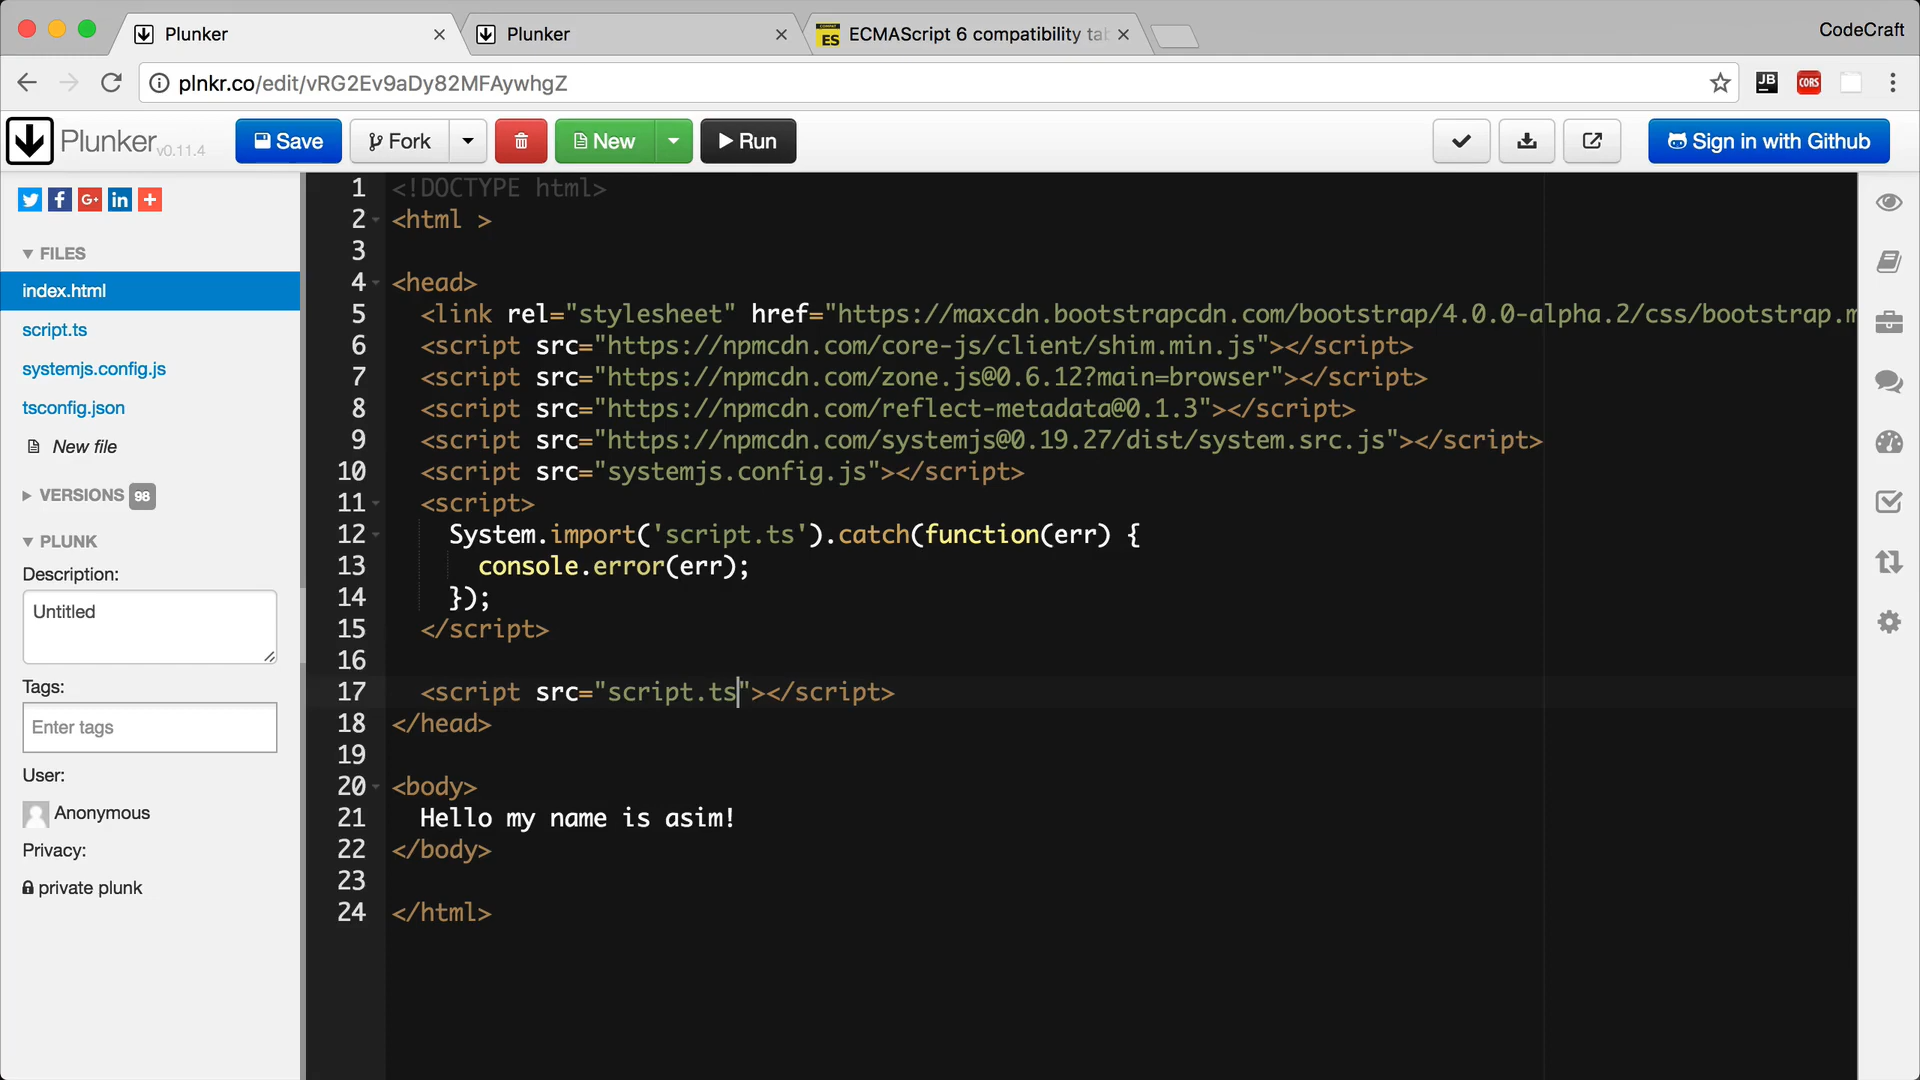 Plunker
Plunker
ECMAScript 6 compatibility ta
CodeCraft
plnkr.co/edit/vRG2Ev9aDy82MFAywhgZ
JB
CORS
Plunker v0.11.4
Save
Fork
New
Run
Sign in with Github
FILES
index.html
script.ts
systemjs.config.js
tsconfig.json
New file
VERSIONS 98
PLUNK
Description:
Untitled
Tags:
Enter tags
User:
Anonymous
Privacy:
private plunk
1 <!DOCTYPE html>
2 <html >
3
4 <head>
5 <link rel="stylesheet" href="https://maxcdn.bootstrapcdn.com/bootstrap/4.0.0-alpha.2/css/bootstrap.m
6 <script src="https://npmcdn.com/core-js/client/shim.min.js"></script>
7 <script src="https://npmcdn.com/zone.js@0.6.12?main=browser"></script>
8 <script src="https://npmcdn.com/reflect-metadata@0.1.3"></script>
9 <script src="https://npmcdn.com/systemjs@0.19.27/dist/system.src.js"></script>
10 <script src="systemjs.config.js"></script>
11 <script>
12 System.import('script.ts').catch(function(err) {
13 console.error(err);
14 });
15 </script>
16
17 <script src="script.ts"></script>
18 </head>
19
20 <body>
21 Hello my name is asim!
22 </body>
23
24 </html>